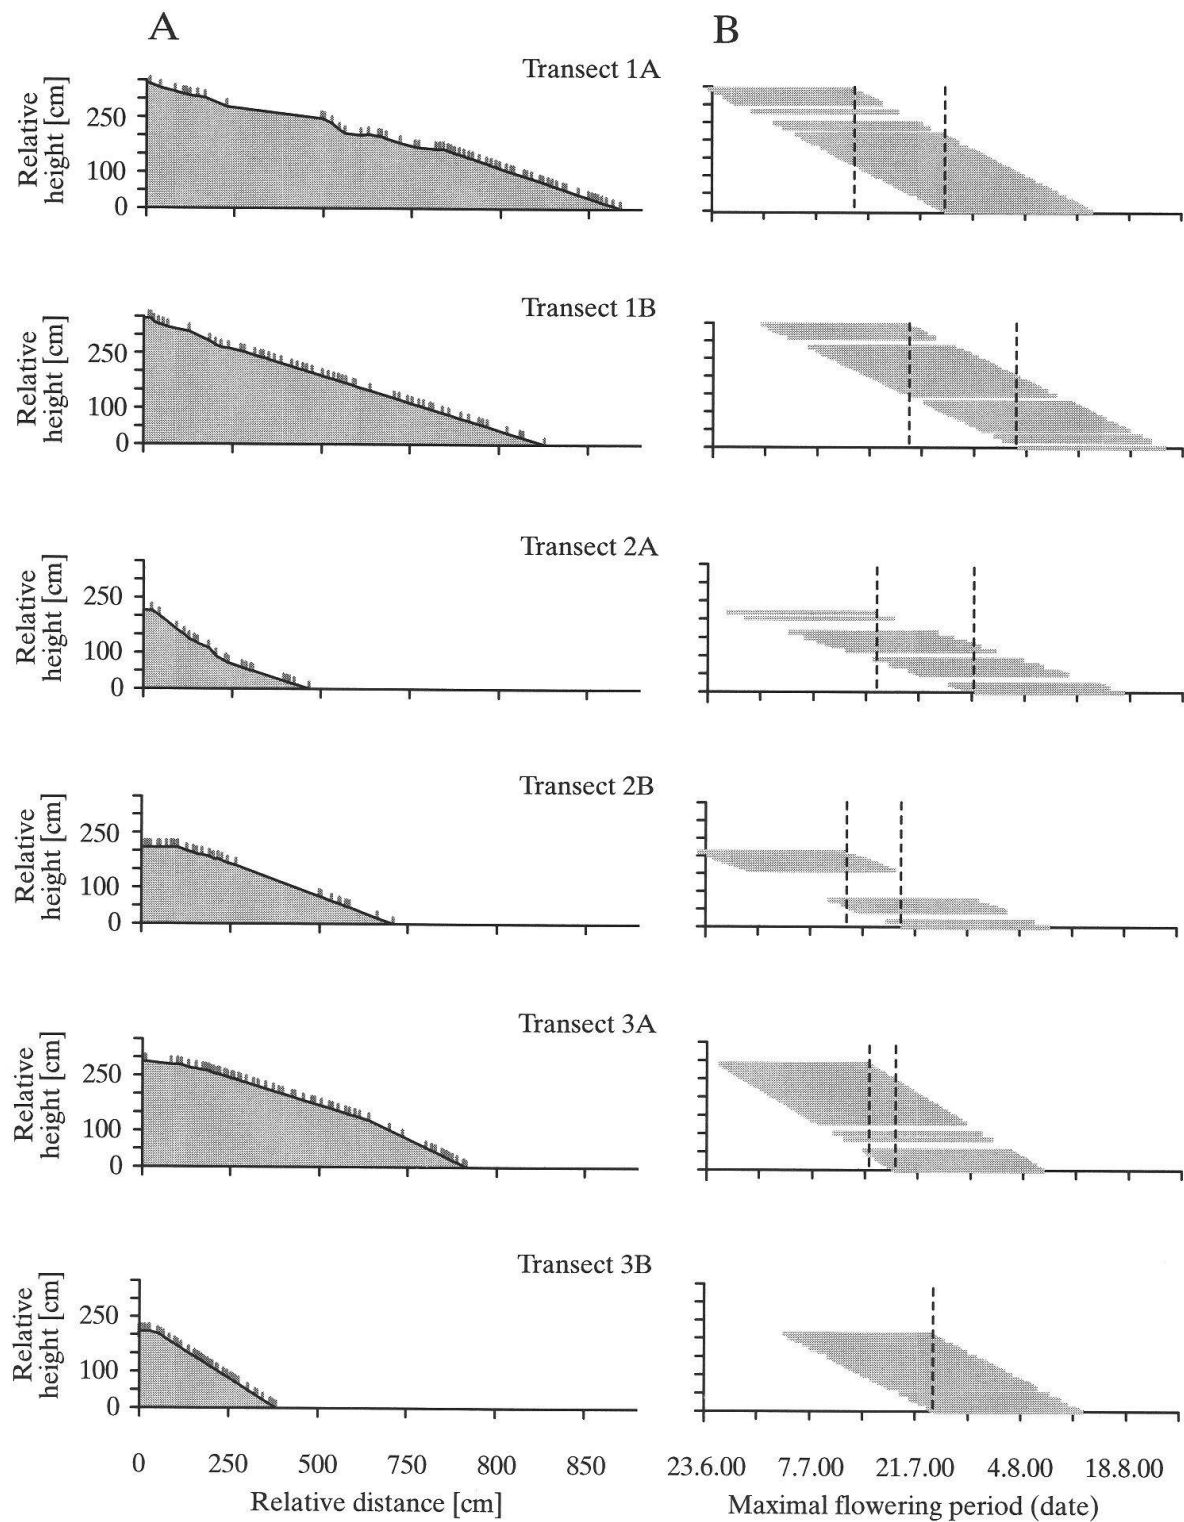 A
B
Transect 1A
Relative
height [cm]
250
100
0
Transect 1B
Relative
height [cm]
250
100
0
Transect 2A
Relative
height [cm]
250
100
0
Transect 2B
Relative
height [cm]
250
100
0
Transect 3A
Relative
height [cm]
250
100
0
Transect 3B
Relative
height [cm]
250
100
0
0 250 500 750 800 850
Relative distance [cm]
23.6.00 7.7.00 21.7.00 4.8.00 18.8.00
Maximal flowering period (date)